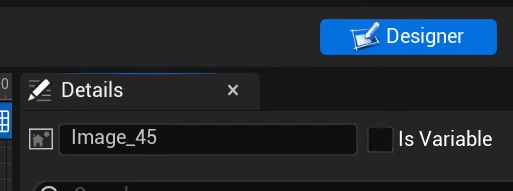 Designer
Details
Image_45
Is Variable